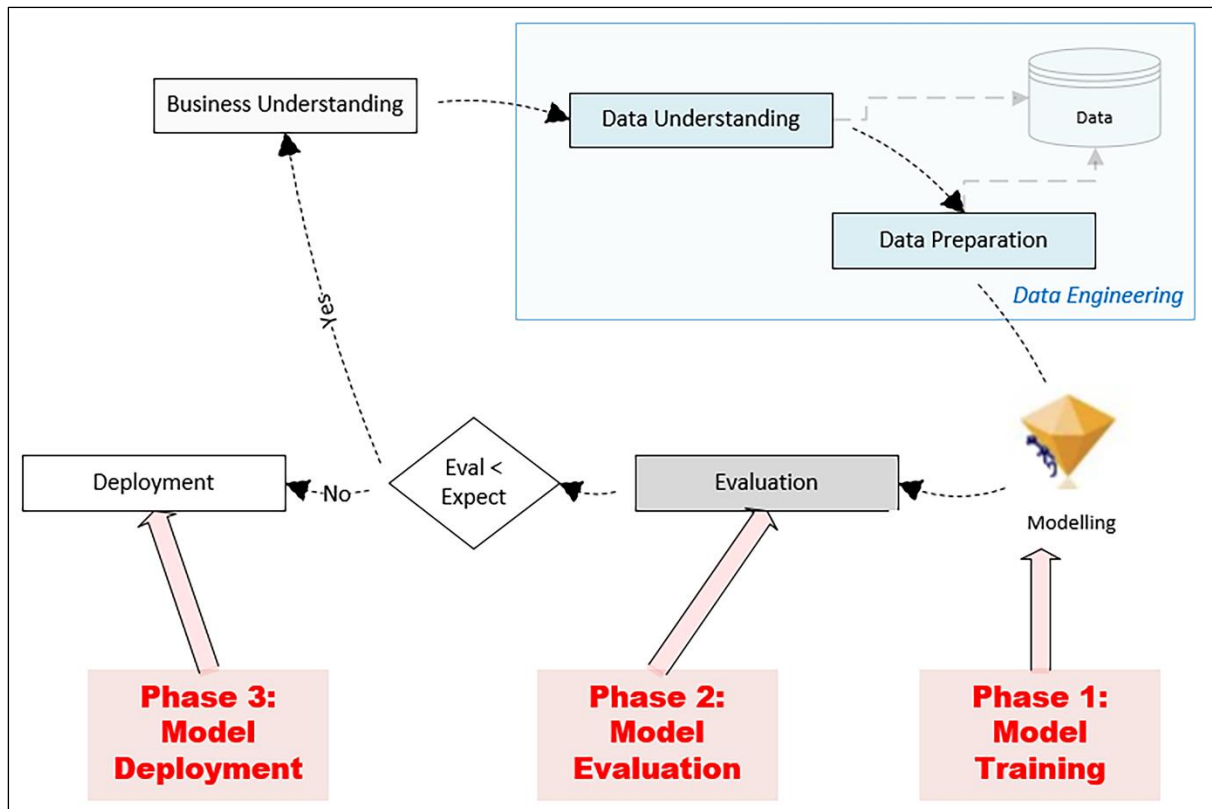 Business Understanding
Data Understanding
Data
Data Preparation
Data Engineering
Yes
Deployment
No
Eval <
Expect
Evaluation
Modelling
Phase 3:
Model
Deployment
Phase 2:
Model
Evaluation
Phase 1:
Model
Training